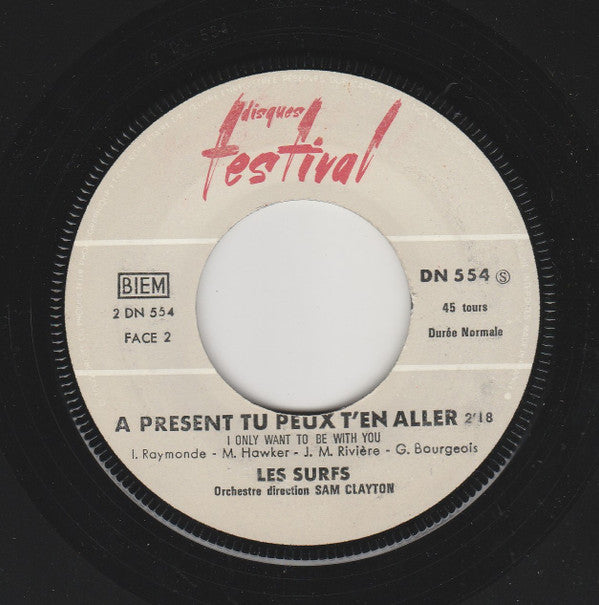 disques
festival
BIEM
2 DN 554
FACE 2
DN 554 Ⓢ
45 tours
Durée Normale
A PRESENT TU PEUX T'EN ALLER 2'18
I ONLY WANT TO BE WITH YOU
I. Raymonde - M. Hawker - J. M. Rivière - G. Bourgeois
LES SURFS
Orchestre direction SAM CLAYTON